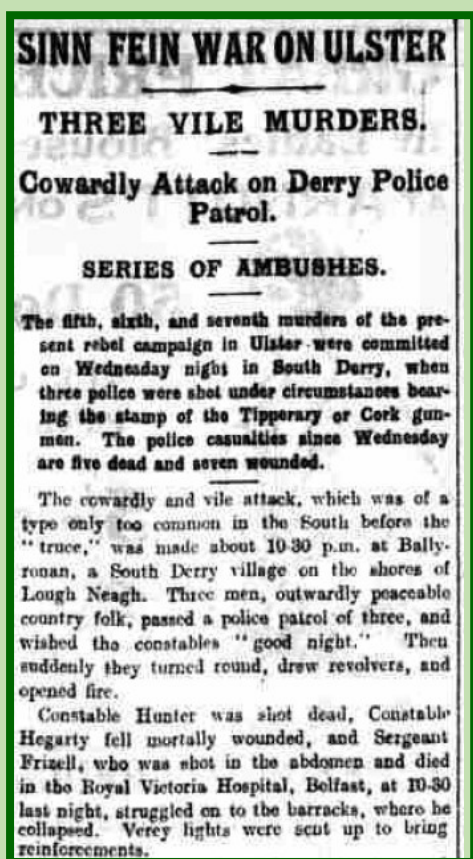 SINN FEIN WAR ON ULSTER
THREE VILE MURDERS.
Cowardly Attack on Derry Police
Patrol.
SERIES OF AMBUSHES.
The fifth, sixth, and seventh murders of the pre-
sent rebel campaign in Ulster were committed
on Wednesday night in South Derry, when
three police were shot under circumstances bear-
ing the stamp of the Tipperary or Cork gun-
men. The police casualties since Wednesday
are five dead and seven wounded.
The cowardly and vile attack, which was of a
type only too common in the South before the
"truce," was made about 10-30 p.m. at Bally-
ronan, a South Derry village on the shores of
Lough Neagh. Three men, outwardly peaceable
country folk, passed a police patrol of three, and
wished the constables "good night." Then
suddenly they turned round, drew revolvers, and
opened fire.
Constable Hunter was shot dead, Constable
Hegarty fell mortally wounded, and Sergeant
Frizell, who was shot in the abdomen and died
in the Royal Victoria Hospital, Belfast, at 10-30
last night, struggled on to the barracks, where he
collapsed. Verey lights were sent up to bring
reinforcements.